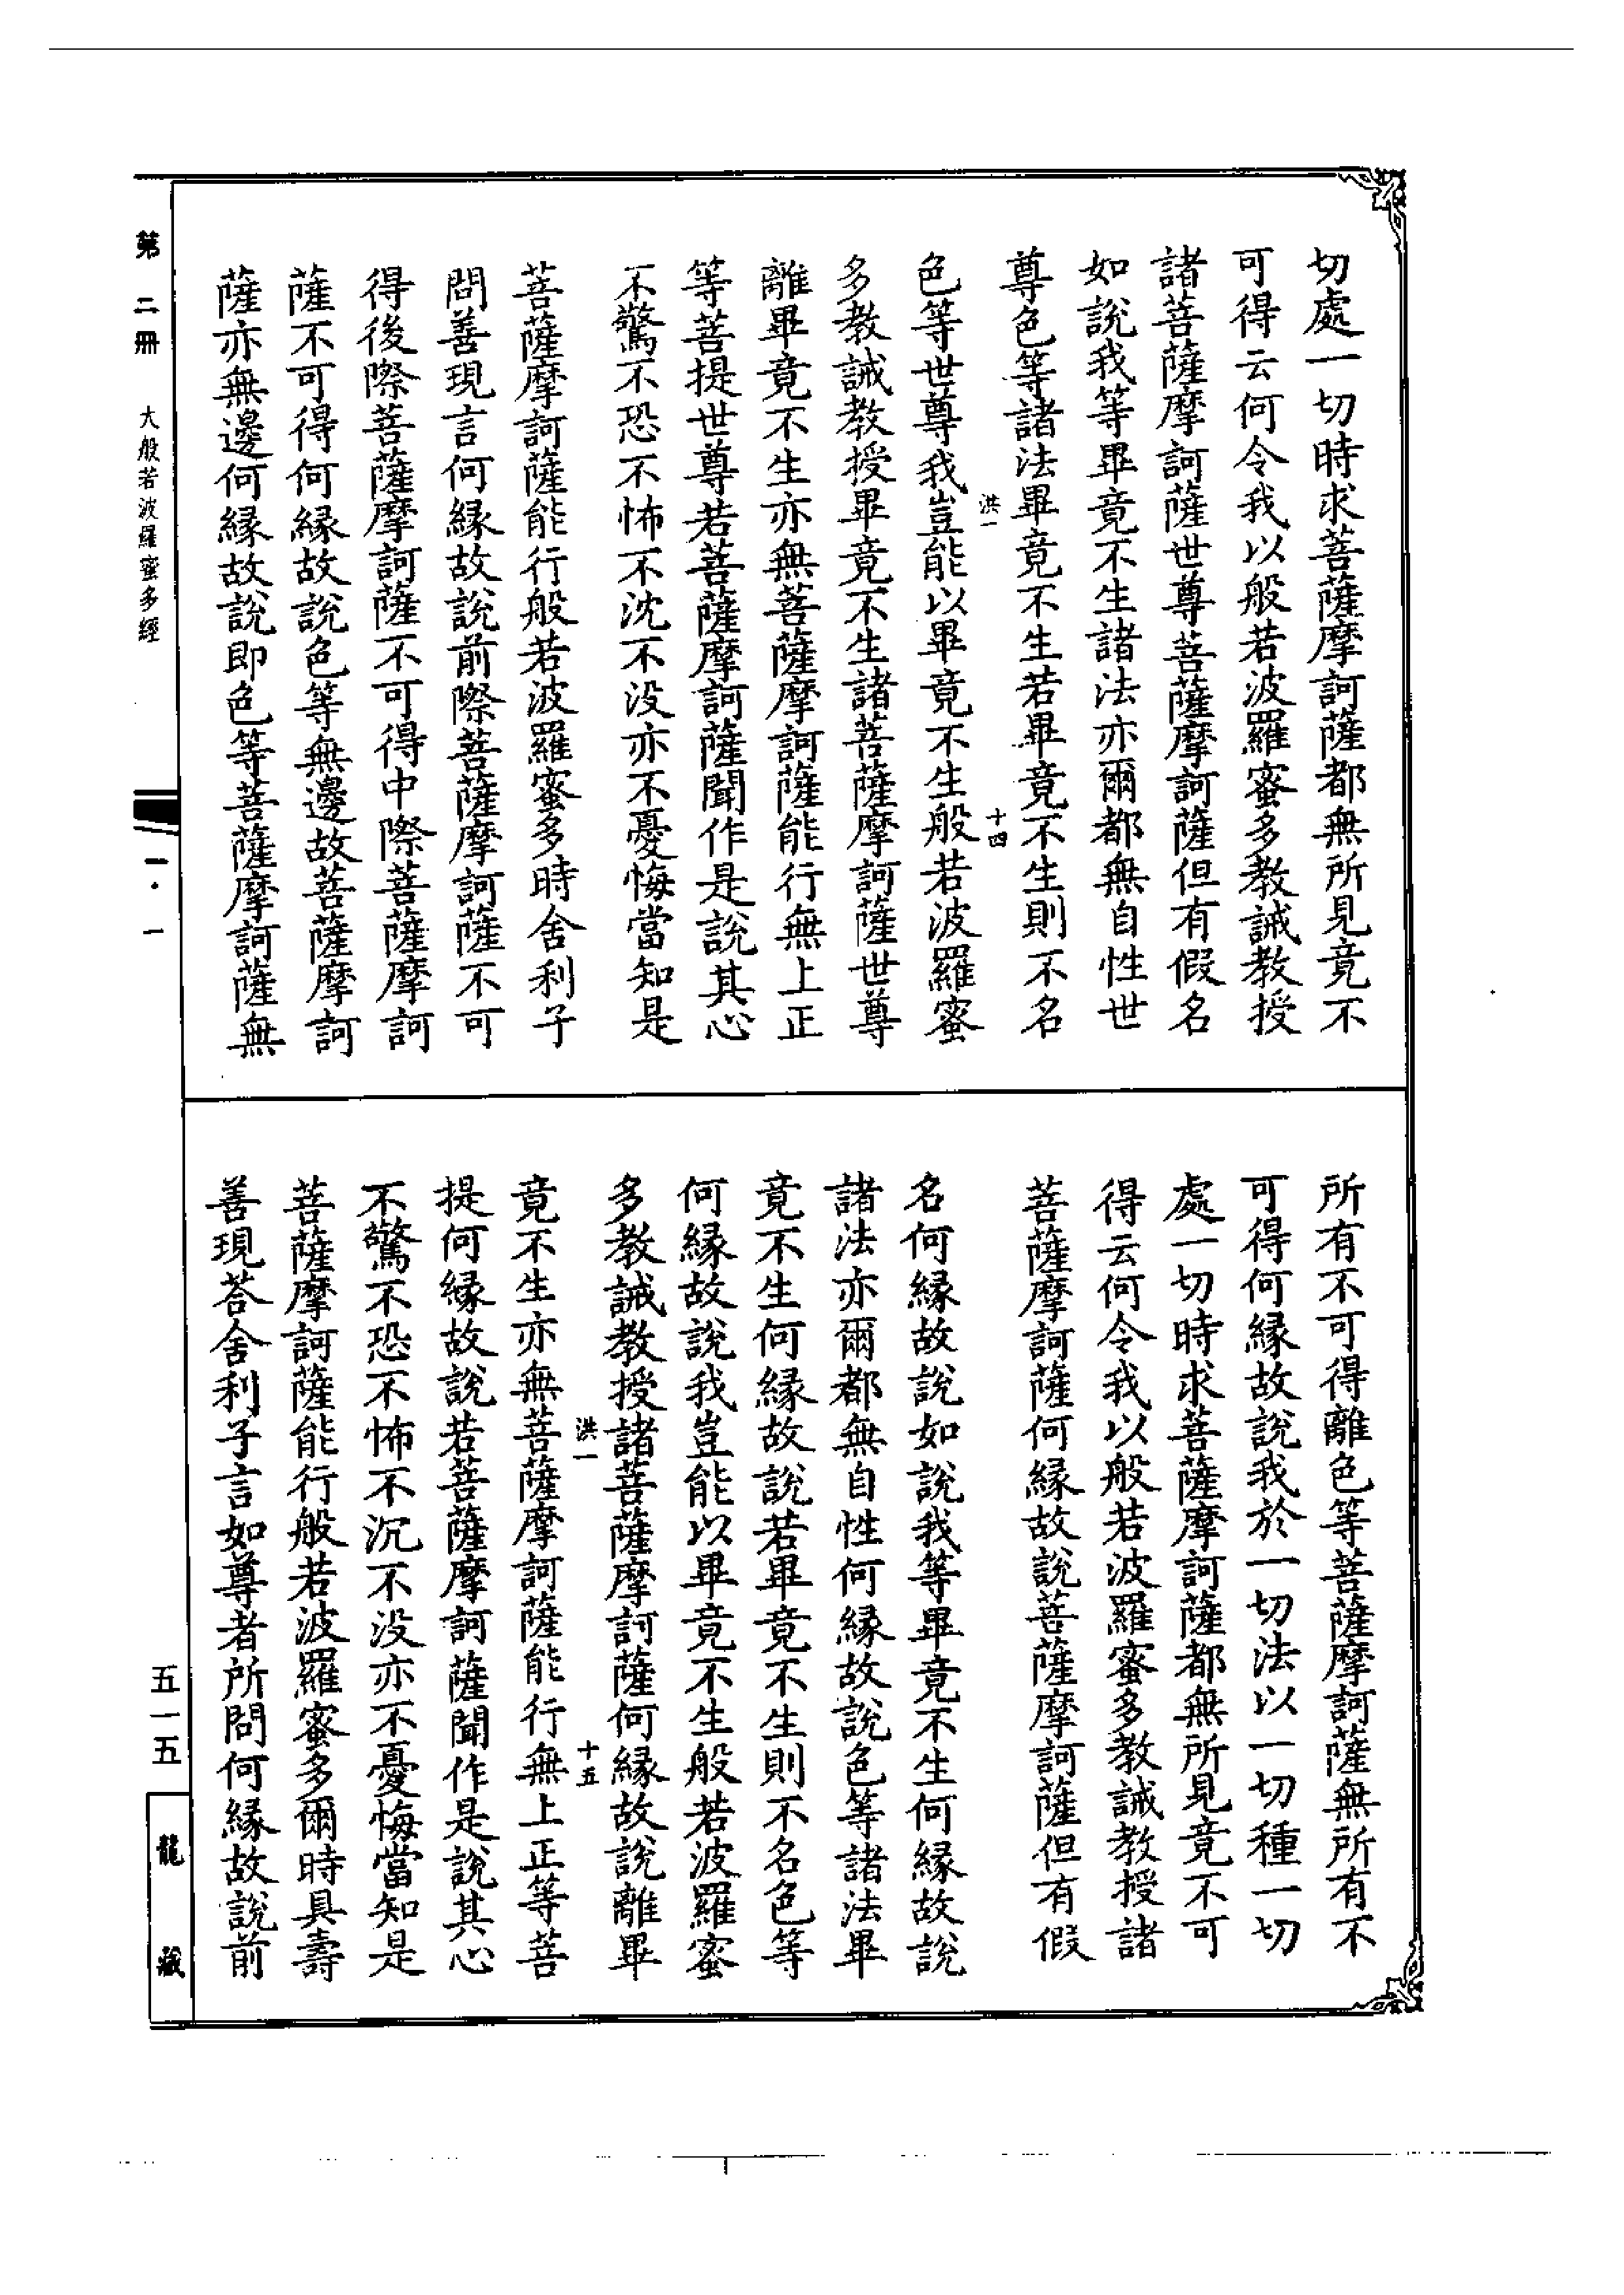 切處一切時求菩薩摩訶薩都無所見竟不
可得云何令我以般若波羅蜜多教誡教授
諸菩薩摩訶薩世尊菩薩摩訶薩但有假名
如說我等畢竟不生諸法亦爾都無自性世
尊色等諸法畢竟不生若畢竟不生則不名
洪一
十四
色等世尊我豈能以畢竟不生般若波羅蜜
多教誡教授畢竟不生諸菩薩摩訶薩世尊
離畢竟不生亦無菩薩摩訶薩能行無上正
等菩提世尊若菩薩摩訶薩聞作是說其心
不驚不恐不怖不沈不没亦不憂悔當知是
菩薩摩訶薩能行般若波羅蜜多時舍利子
問善現言何縁故說前際菩薩摩訶薩不可
得後際菩薩摩訶薩不可得中際菩薩摩訶
薩不可得何縁故說色等無邊故菩薩摩訶
薩亦無邊何縁故說即色等菩薩摩訶薩無
所有不可得離色等菩薩摩訶薩無所有不
可得何縁故說我於一切法以一切種一切
處一切時求菩薩摩訶薩都無所見竟不可
得云何令我以般若波羅蜜多教誡教授諸
菩薩摩訶薩何縁故說菩薩摩訶薩但有假
名何縁故說如說我等畢竟不生何縁故說
諸法亦爾都無自性何縁故說色等諸法畢
竟不生何縁故說若畢竟不生則不名色等
何縁故說我豈能以畢竟不生般若波羅蜜
多教誡教授諸菩薩摩訶薩何縁故說離畢
洪一
十五
竟不生亦無菩薩摩訶薩能行無上正等菩
提何縁故說若菩薩摩訶薩聞作是說其心
不驚不恐不怖不沉不没亦不憂悔當知是
菩薩摩訶薩能行般若波羅蜜多爾時具壽
善現荅舍利子言如尊者所問何縁故說前
第二冊 大般若波羅蜜多經
一·一
五一五
龍藏